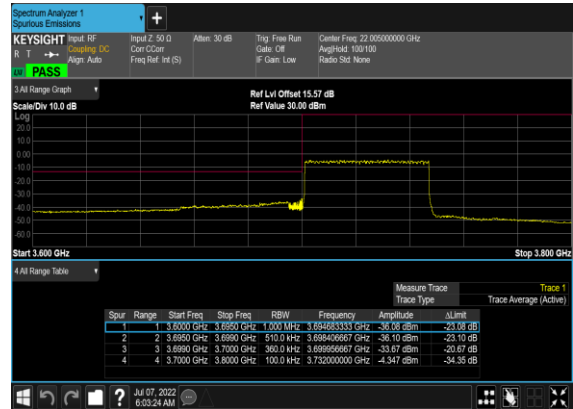 Spectrum Analyzer 1
Spurious Emissions
+
KEYSIGHT Input: RF Input Z: 50 Ω Atten: 30 dB Trig: Free Run Center Freq: 22.005000000 GHz
R T Coupling: DC Corr CCorr Gate: Off Avg|Hold: 100/100
Align: Auto Freq Ref: Int (S) IF Gain: Low Radio Std: None
LW PASS
3 All Range Graph
Ref Lvl Offset 15.57 dB
Scale/Div 10.0 dB Ref Value 30.00 dBm
Log
20.0
10.0
0.00
-10.0
-20.0
-30.0
-40.0
-50.0
-60.0
Start 3.600 GHz Stop 3.800 GHz
4 All Range Table
Measure Trace Trace 1
Trace Type Trace Average (Active)
Spur Range Start Freq Stop Freq RBW Frequency Amplitude ΔLimit
1 1 3.6000 GHz 3.6950 GHz 1.000 MHz 3.694683333 GHz -36.08 dBm -23.08 dB
2 2 3.6950 GHz 3.6990 GHz 510.0 kHz 3.698406667 GHz -36.10 dBm -23.10 dB
3 3 3.6990 GHz 3.7000 GHz 360.0 kHz 3.699956667 GHz -33.67 dBm -20.67 dB
4 4 3.7000 GHz 3.8000 GHz 100.0 kHz 3.732000000 GHz -4.347 dBm -34.35 dB
? Jul 07, 2022
6:03:24 AM